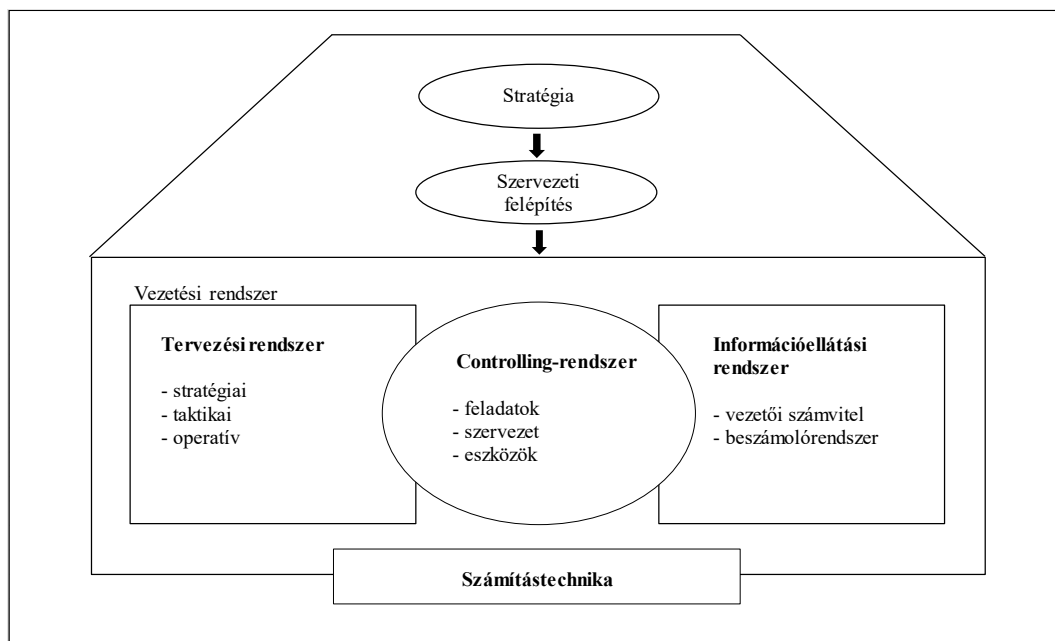 Stratégia
Szervezeti
felépítés
Vezetési rendszer
Tervezési rendszer
- stratégiai
- taktikai
- operatív
Controlling-rendszer
- feladatok
- szervezet
- eszközök
Információellátási
rendszer
- vezetői számvitel
- beszámolórendszer
Számítástechnika